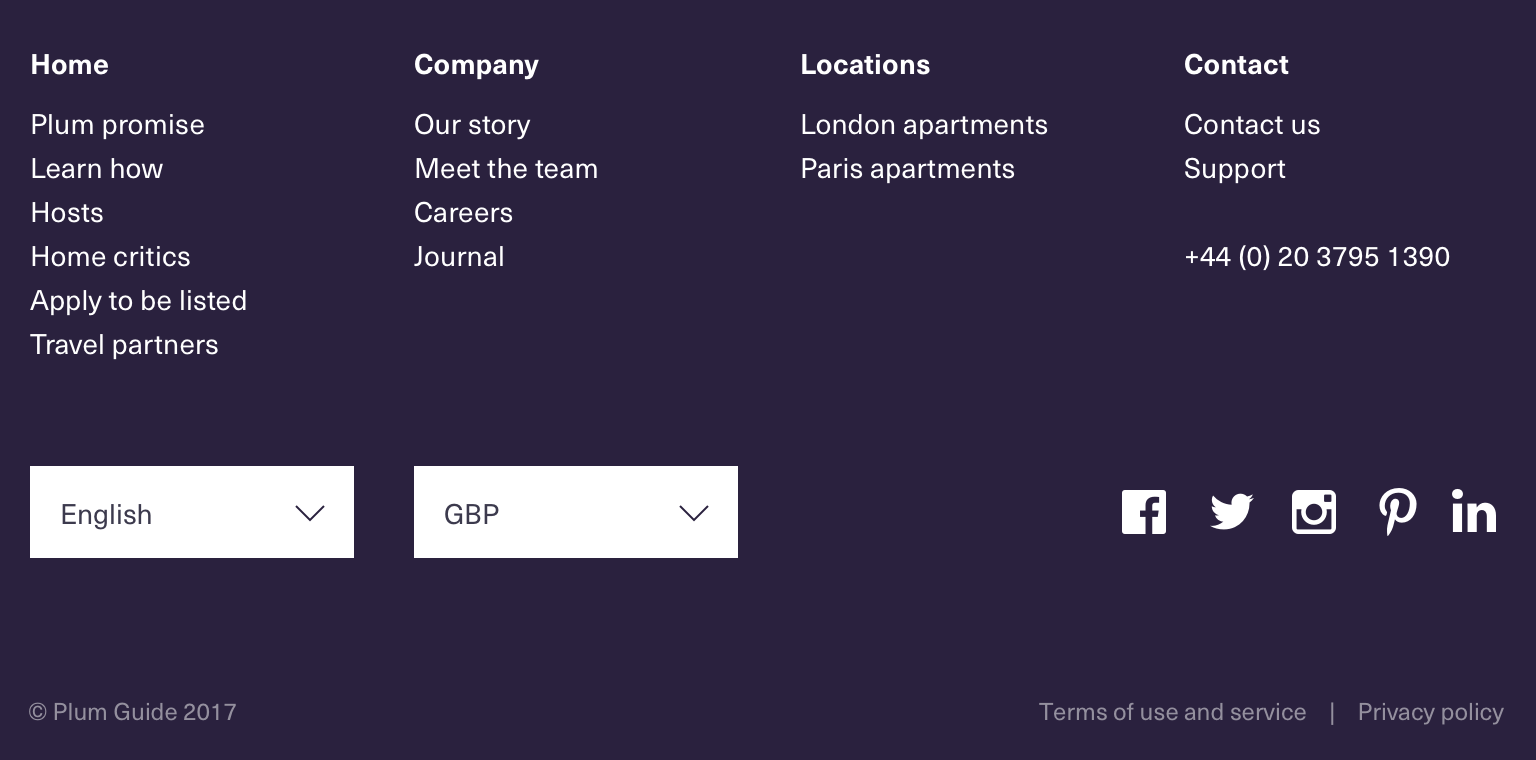 Home
Plum promise
Learn how
Hosts
Home critics
Apply to be listed
Travel partners
Company
Our story
Meet the team
Careers
Journal
Locations
London apartments
Paris apartments
Contact
Contact us
Support
+44 (0) 20 3795 1390
English
GBP
© Plum Guide 2017
Terms of use and service | Privacy policy